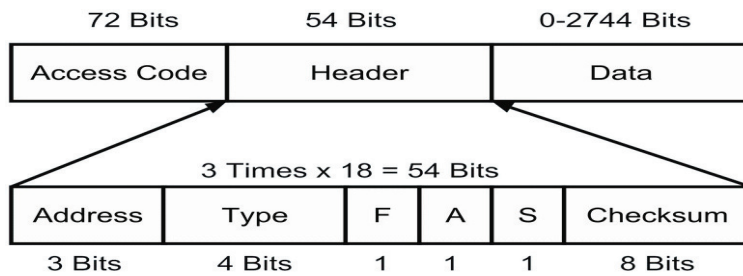 72 Bits 54 Bits 0-2744 Bits
Access Code Header Data
3 Times x 18 = 54 Bits
Address Type F A S Checksum
3 Bits 4 Bits 1 1 1 8 Bits